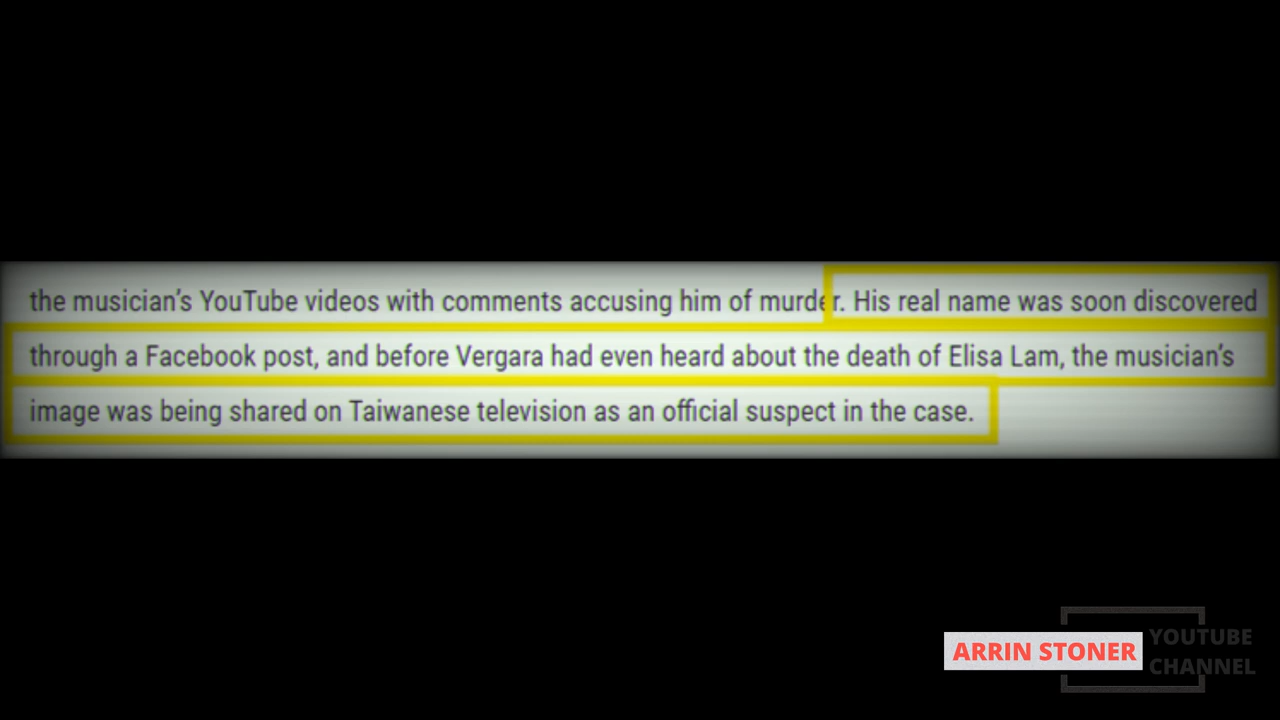 the musician’s YouTube videos with comments accusing him of murder. His real name was soon discovered
through a Facebook post, and before Vergara had even heard about the death of Elisa Lam, the musician’s
image was being shared on Taiwanese television as an official suspect in the case.
ARRIN STONER
YOUTUBE
CHANNEL